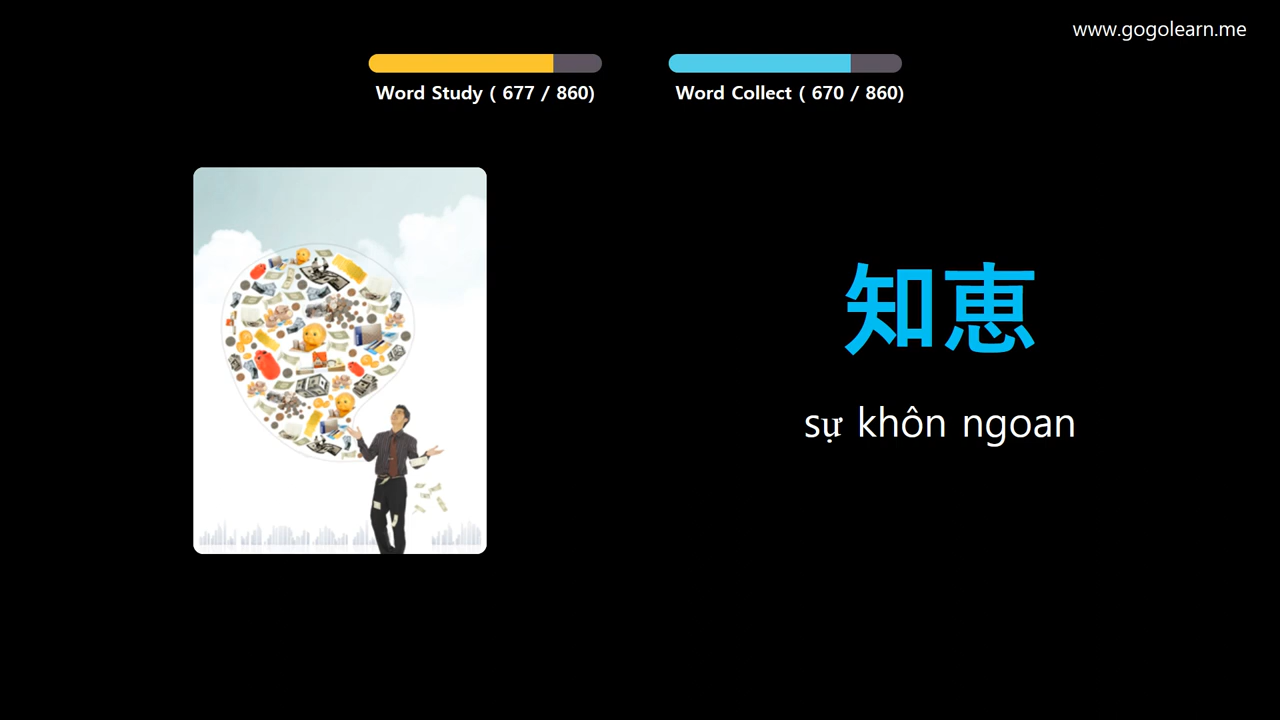 www.gogolearn.me
Word Study ( 677 / 860)
Word Collect ( 670 / 860)
知恵
sự khôn ngoan